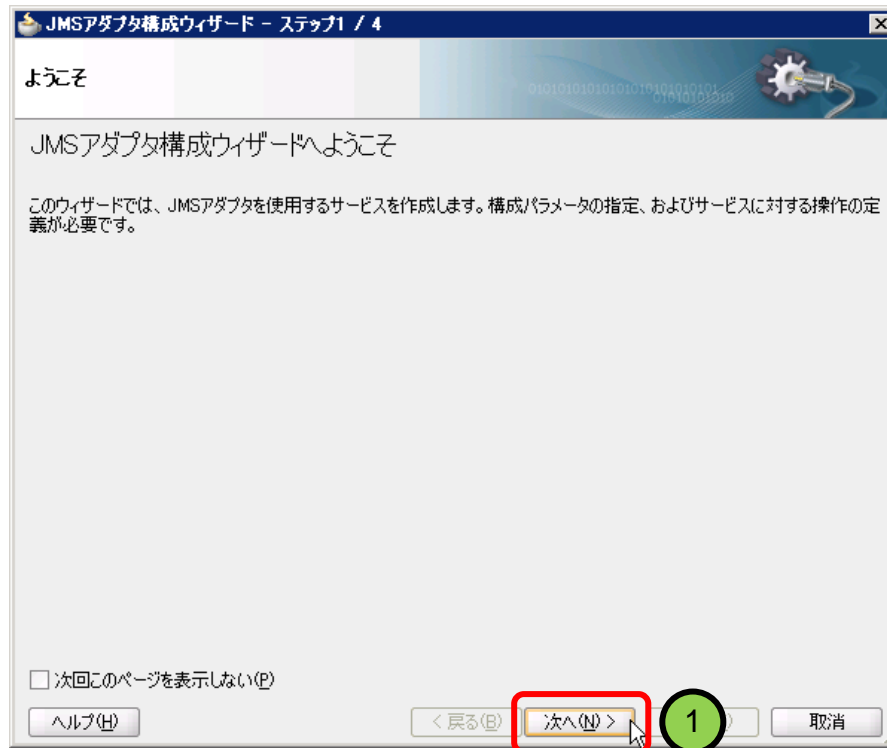 JMSアダプタ構成ウィザード - ステップ1 / 4
ようこそ
JMSアダプタ構成ウィザードへようこそ
このウィザードでは、JMSアダプタを使用するサービスを作成します。構成パラメータの指定、およびサービスに対する操作の定
義が必要です。
次回このページを表示しない(P)
ヘルプ(H) < 戻る(B) 次へ(N) > 1 取消